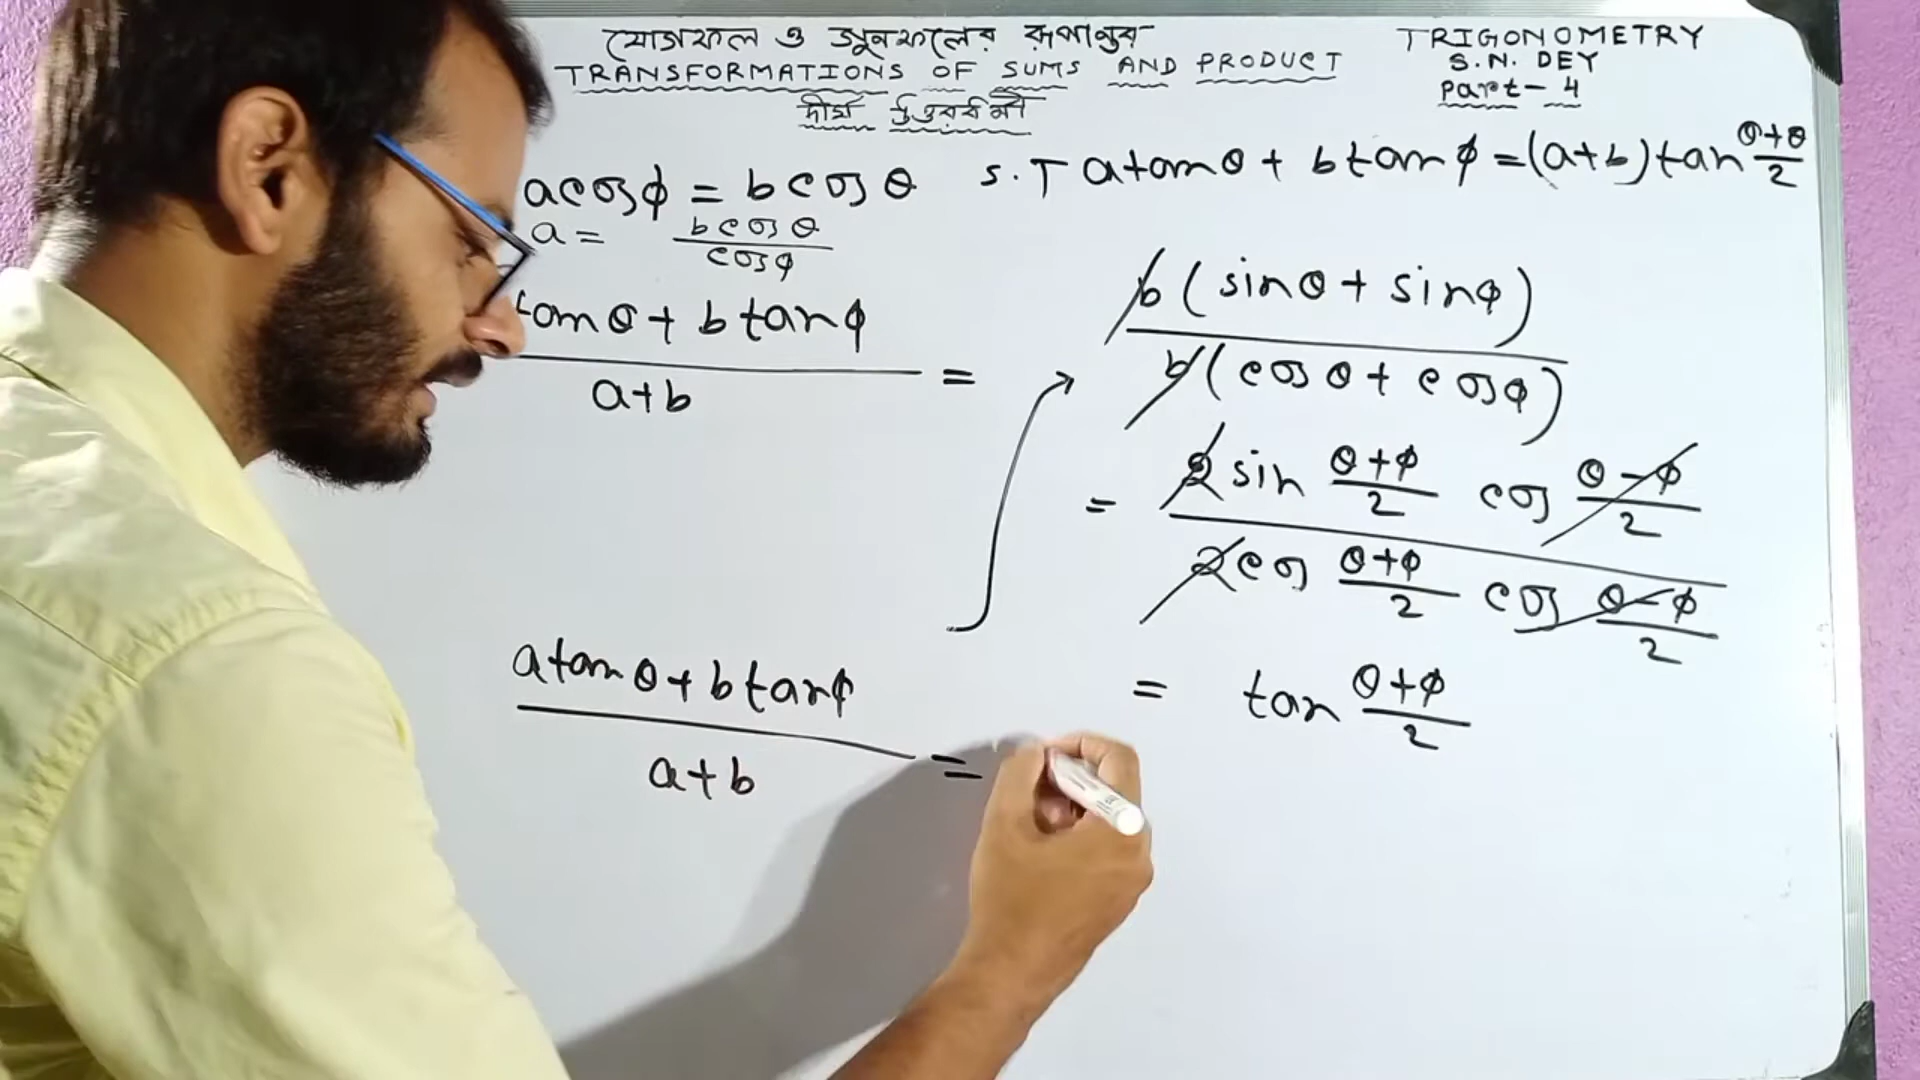 যোগফল ও গুনফলের রূপান্তর
TRANSFORMATIONS OF SUMS AND PRODUCT
দীর্ঘ উত্তরধর্মী
TRIGONOMETRY
S.N. DEY
Part-4
acosφ = bcosθ
S.T atanθ + btanφ = (a+b)tan (θ+θ)/2
a = bcosθ/cosφ
tanθ + btanφ / a+b =
b(sinθ + sinφ) / b(cosθ + cosφ)
= 2sin (θ+φ)/2 cos (θ-φ)/2 / 2cos (θ+φ)/2 cos (θ-φ)/2
= tan (θ+φ)/2
atanθ + btanφ / a+b =